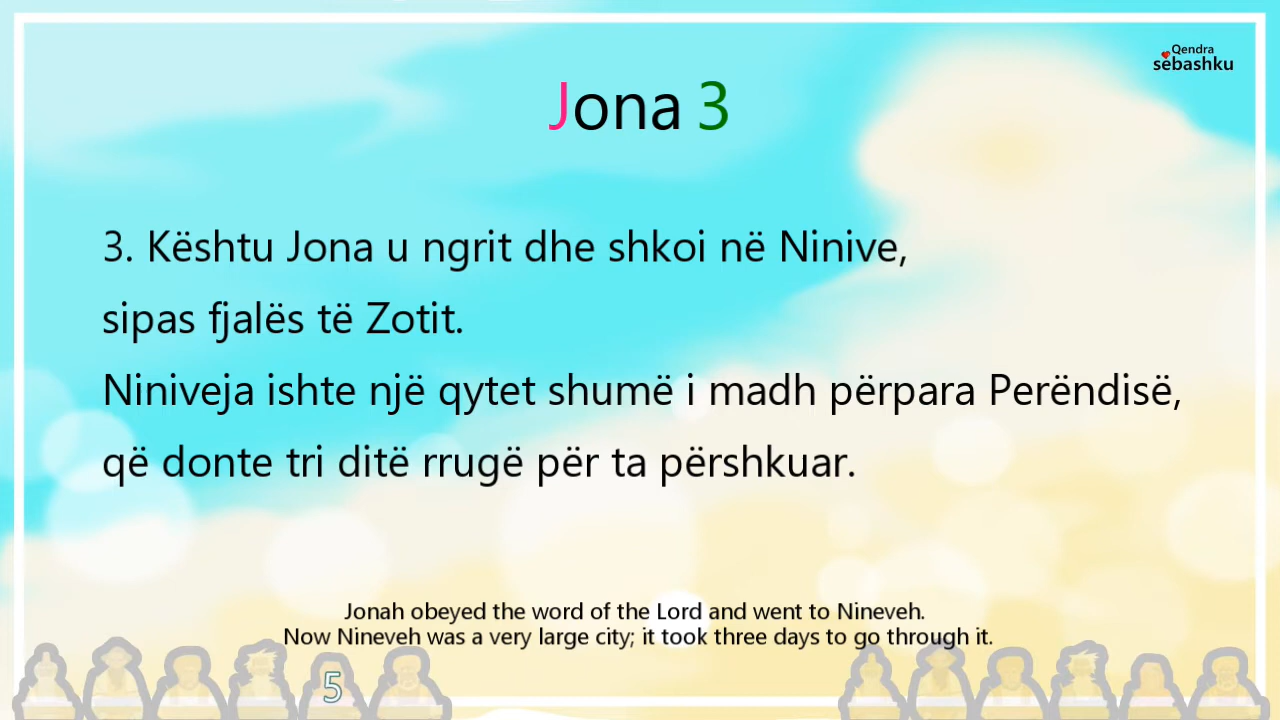 Qendra
sëbashku
Jona 3
3. Kështu Jona u ngrit dhe shkoi në Ninive,
sipas fjalës të Zotit.
Niniveja ishte një qytet shumë i madh përpara Perëndisë,
që donte tri ditë rrugë për ta përshkuar.
Jonah obeyed the word of the Lord and went to Nineveh.
Now Nineveh was a very large city; it took three days to go through it.
5